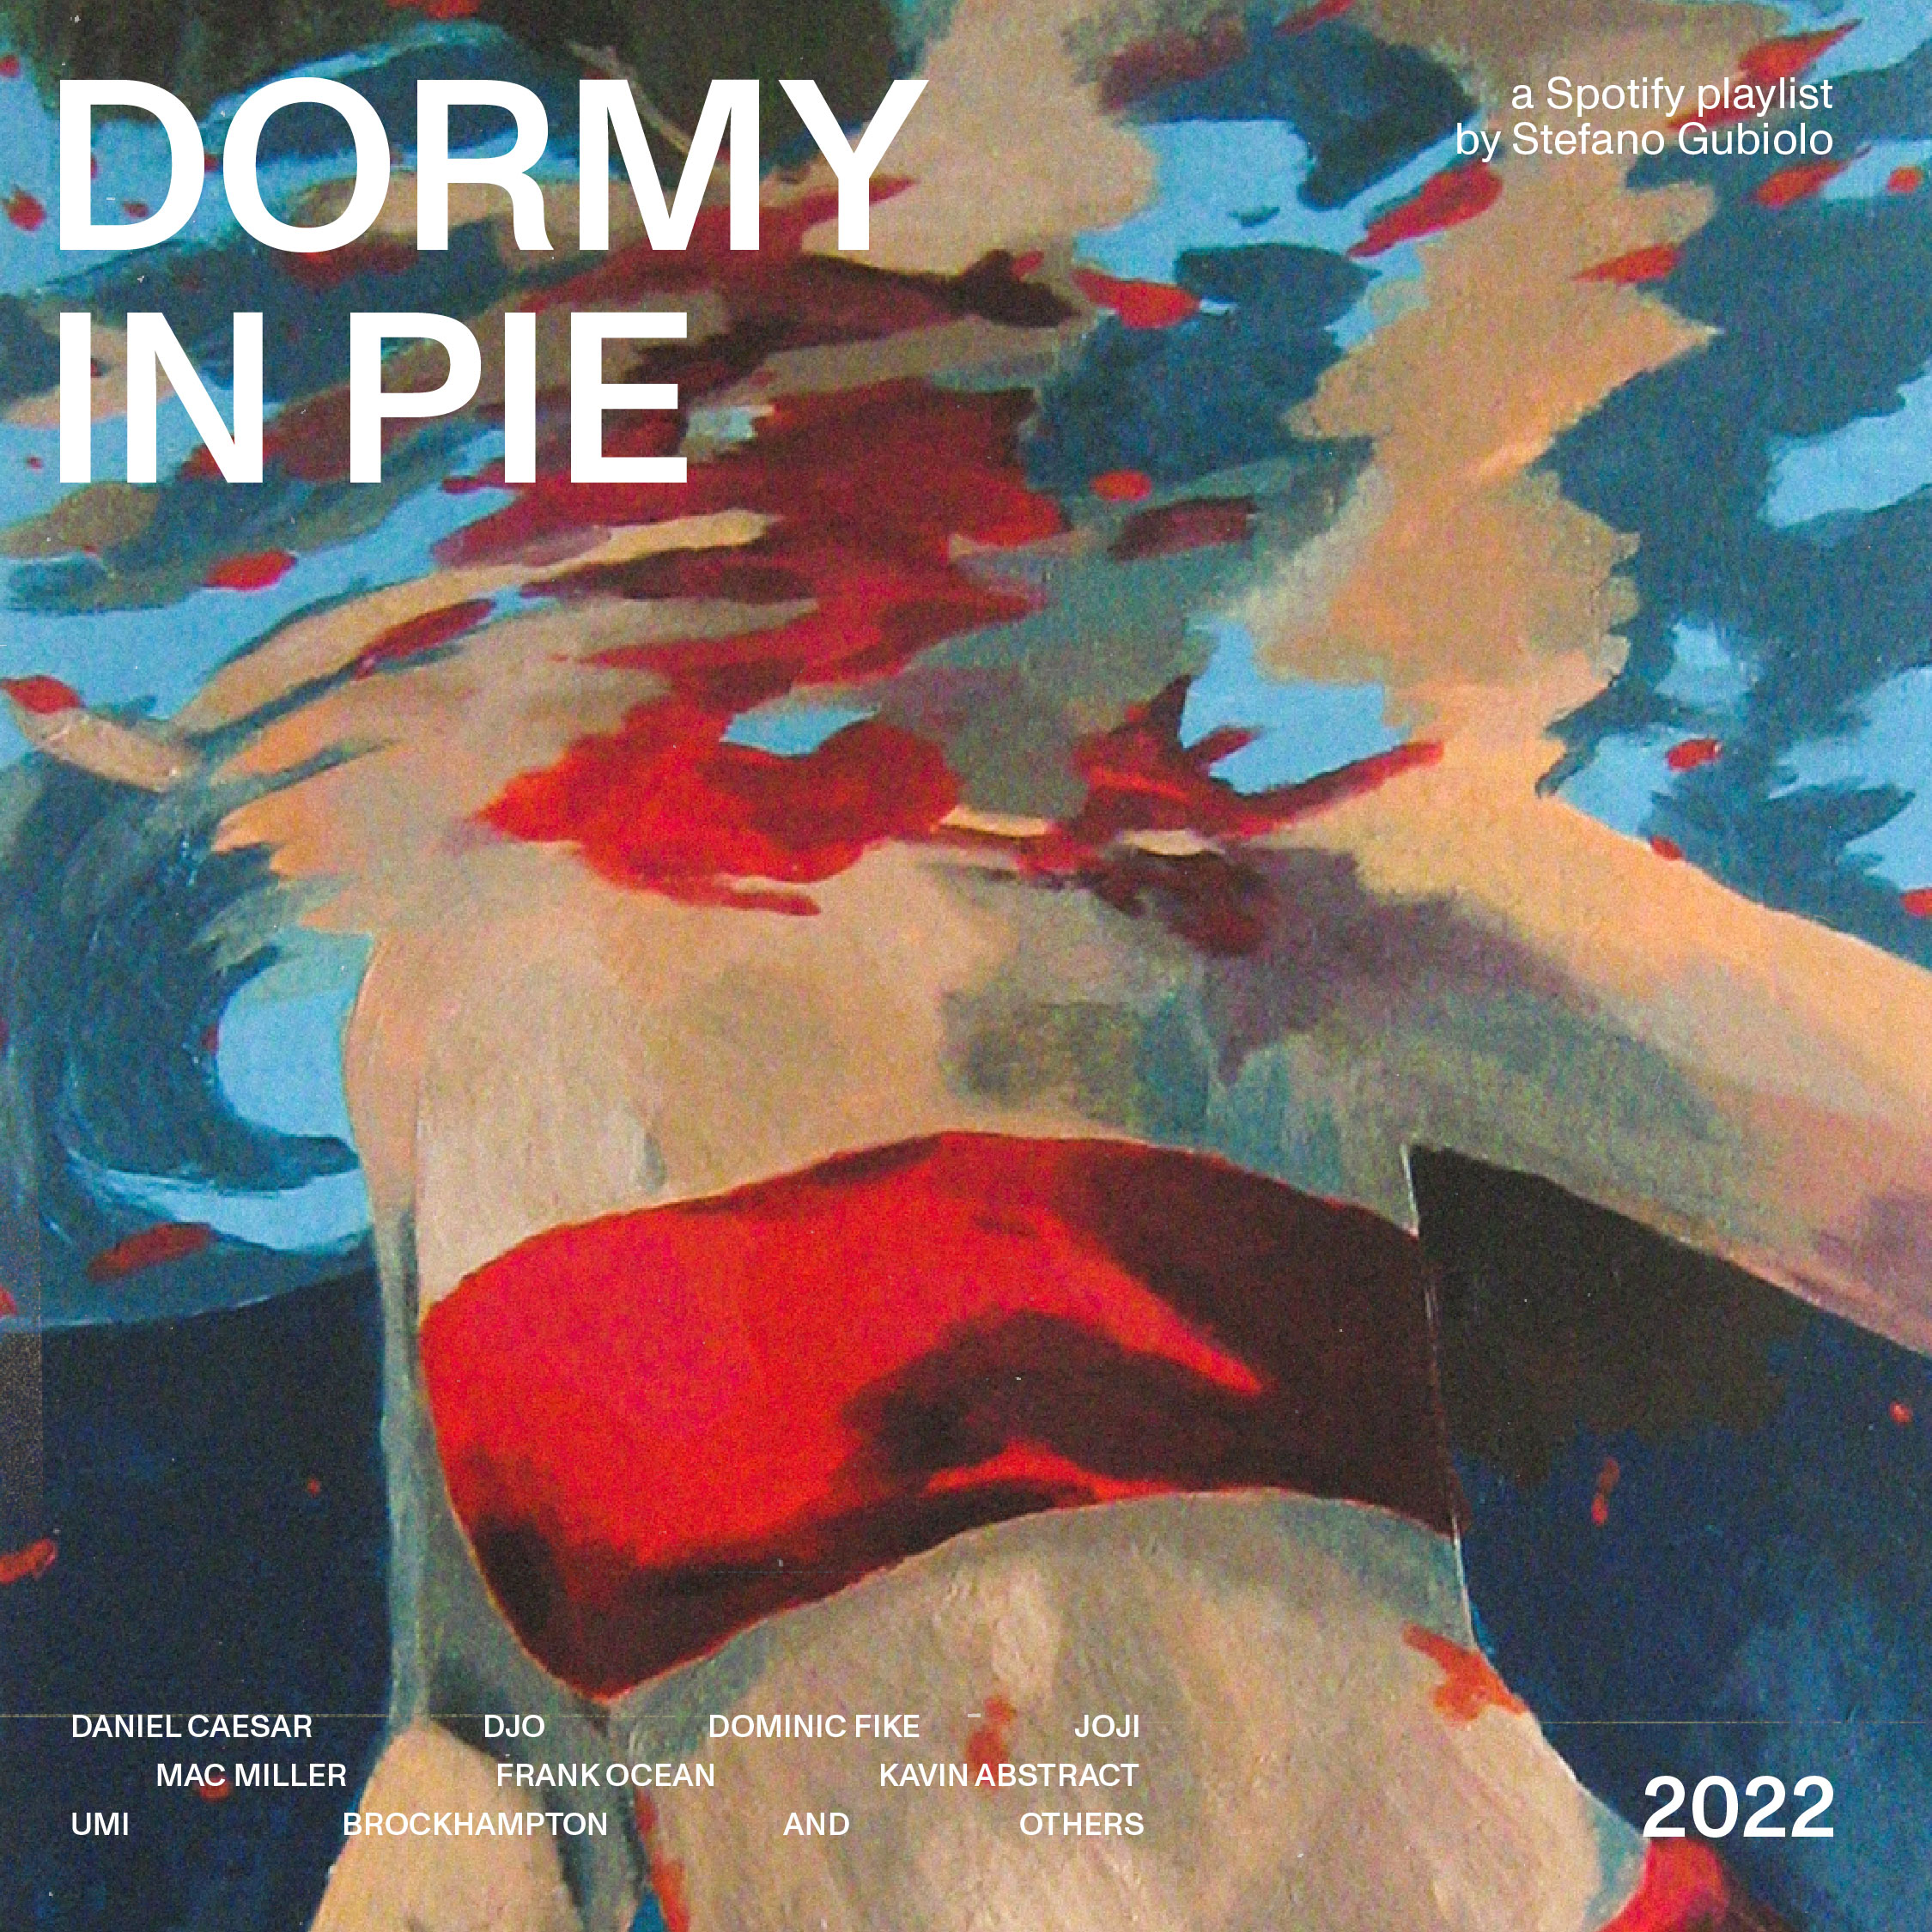 DORMY
IN PIE
a Spotify playlist
by Stefano Gubiolo
DANIEL CAESAR DJO DOMINIC FIKE JOJI
MAC MILLER FRANK OCEAN KAVIN ABSTRACT
UMI BROCKHAMPTON AND OTHERS
2022